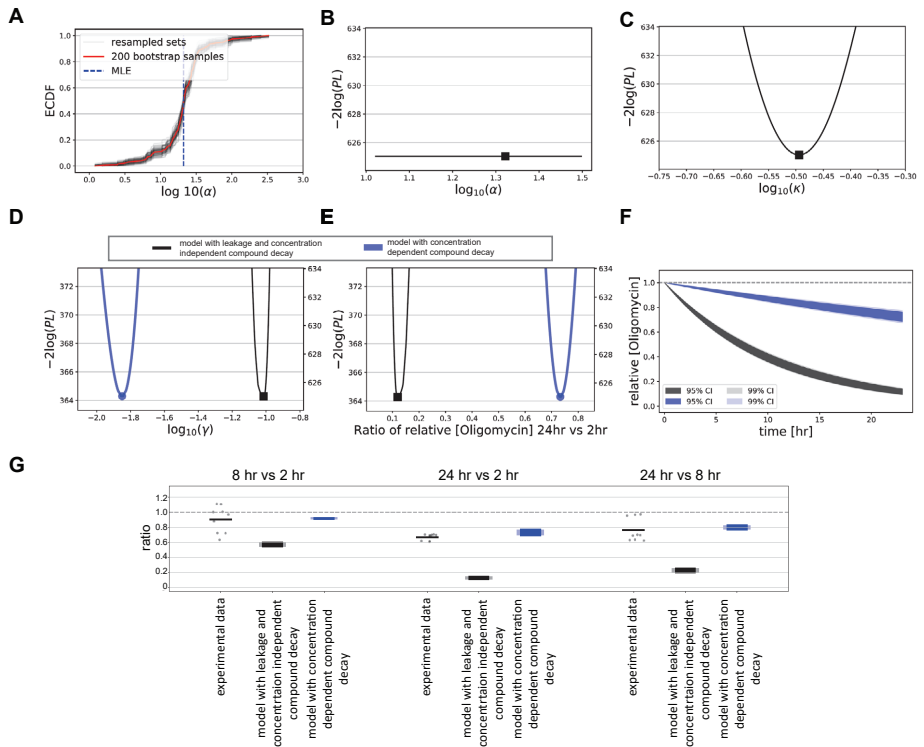 A
ECDF
1.0
0.8
0.6
0.4
0.2
0.0
resampled sets
200 bootstrap samples
MLE
0.0 0.5 1.0 1.5 2.0 2.5 3.0
log 10(α)
B
−2log(PL)
634
632
630
628
626
1.0 1.1 1.2 1.3 1.4 1.5
log10(α)
C
−2log(PL)
634
632
630
628
626
−0.75 −0.70 −0.65 −0.60 −0.55 −0.50 −0.45 −0.40 −0.35 −0.30
log10(κ)
D
E
model with leakage and concentration
independent compound decay
model with concentration
dependent compound decay
−2log(PL)
372
370
368
366
364
634
632
630
628
626
−2.0 −1.8 −1.6 −1.4 −1.2 −1.0 −0.8
log10(γ)
−2log(PL)
372
370
368
366
364
634
632
630
628
626
0.1 0.2 0.3 0.4 0.5 0.6 0.7 0.8
Ratio of relative [Oligomycin] 24hr vs 2hr
F
relative [Oligomycin]
1.0
0.8
0.6
0.4
0.2
0.0
95% CI 99% CI
95% CI 99% CI
0 5 10 15 20
time [hr]
G
8 hr vs 2 hr 24 hr vs 2 hr 24 hr vs 8 hr
ratio
1.2
1.0
0.8
0.6
0.4
0.2
0
experimental data
model with leakage and
concentrtaion independent
compound decay
model with concentration
dependent compound
decay
experimental data
model with leakage and
concentrtaion independent
compound decay
model with concentration
dependent compound
decay
experimental data
model with leakage and
concentrtaion independent
compound decay
model with concentration
dependent compound
decay